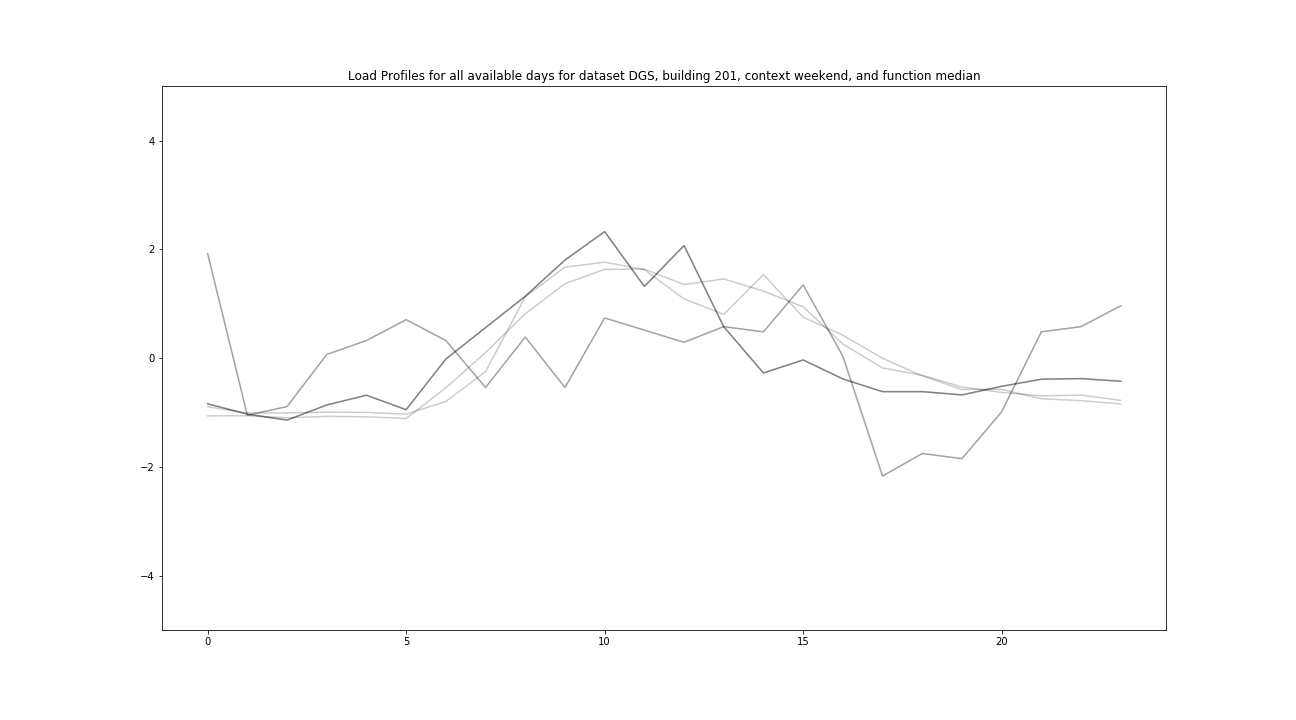 Load Profiles for all available days for dataset DGS, building 201, context weekend, and function median
4
2
0
−2
−4
0 5 10 15 20